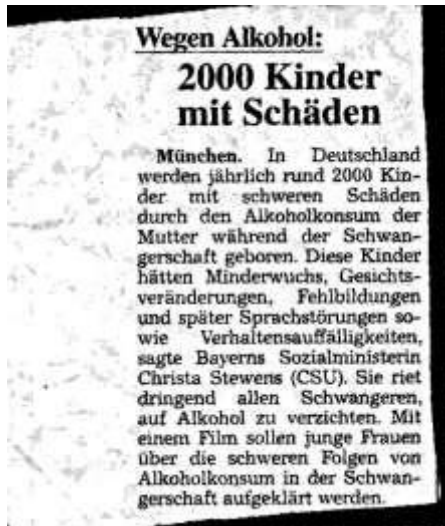 Wegen Alkohol:
2000 Kinder
mit Schäden
München. In Deutschland
werden jährlich rund 2000 Kin-
der mit schweren Schäden
durch den Alkoholkonsum der
Mutter während der Schwan-
gerschaft geboren. Diese Kinder
hätten Minderwuchs, Gesichts-
veränderungen, Fehlbildungen
und später Sprachstörungen so-
wie Verhaltensauffälligkeiten,
sagte Bayerns Sozialministerin
Christa Stewens (CSU). Sie riet
dringend allen Schwangeren,
auf Alkohol zu verzichten. Mit
einem Film sollen junge Frauen
über die schweren Folgen von
Alkoholkonsum in der Schwan-
gerschaft aufgeklärt werden.